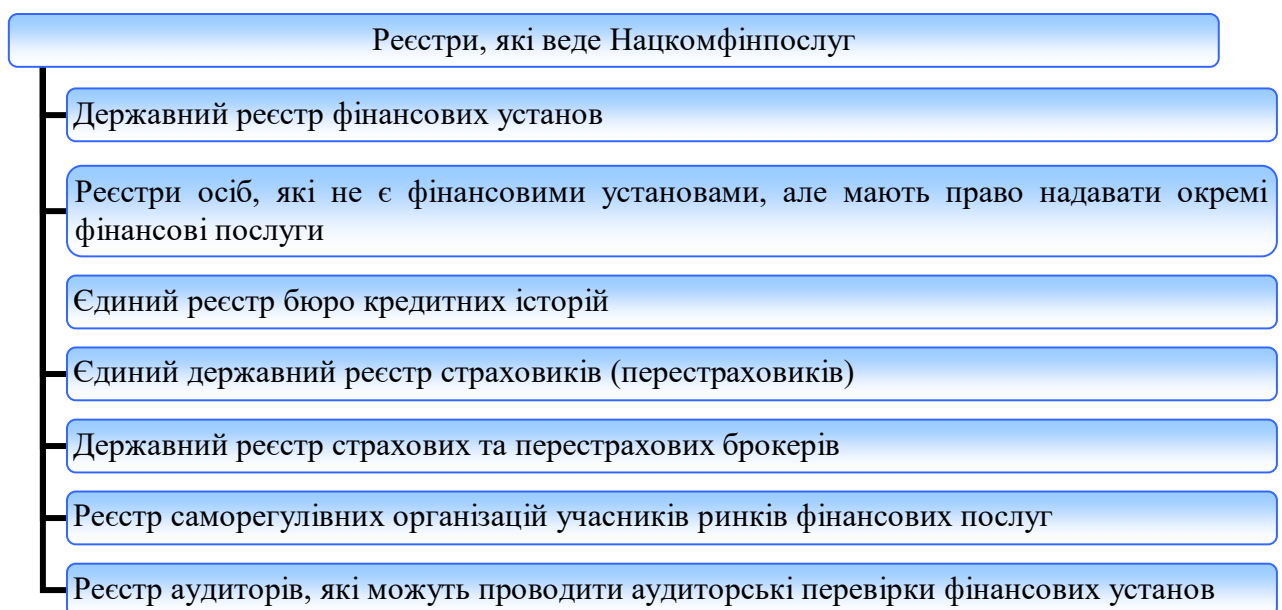 Реєстри, які веде Нацкомфінпослуг
Державний реєстр фінансових установ
Реєстри осіб, які не є фінансовими установами, але мають право надавати окремі
фінансові послуги
Єдиний реєстр бюро кредитних історій
Єдиний державний реєстр страховиків (перестраховиків)
Державний реєстр страхових та перестрахових брокерів
Реєстр саморегулівних організацій учасників ринків фінансових послуг
Реєстр аудиторів, які можуть проводити аудиторські перевірки фінансових установ